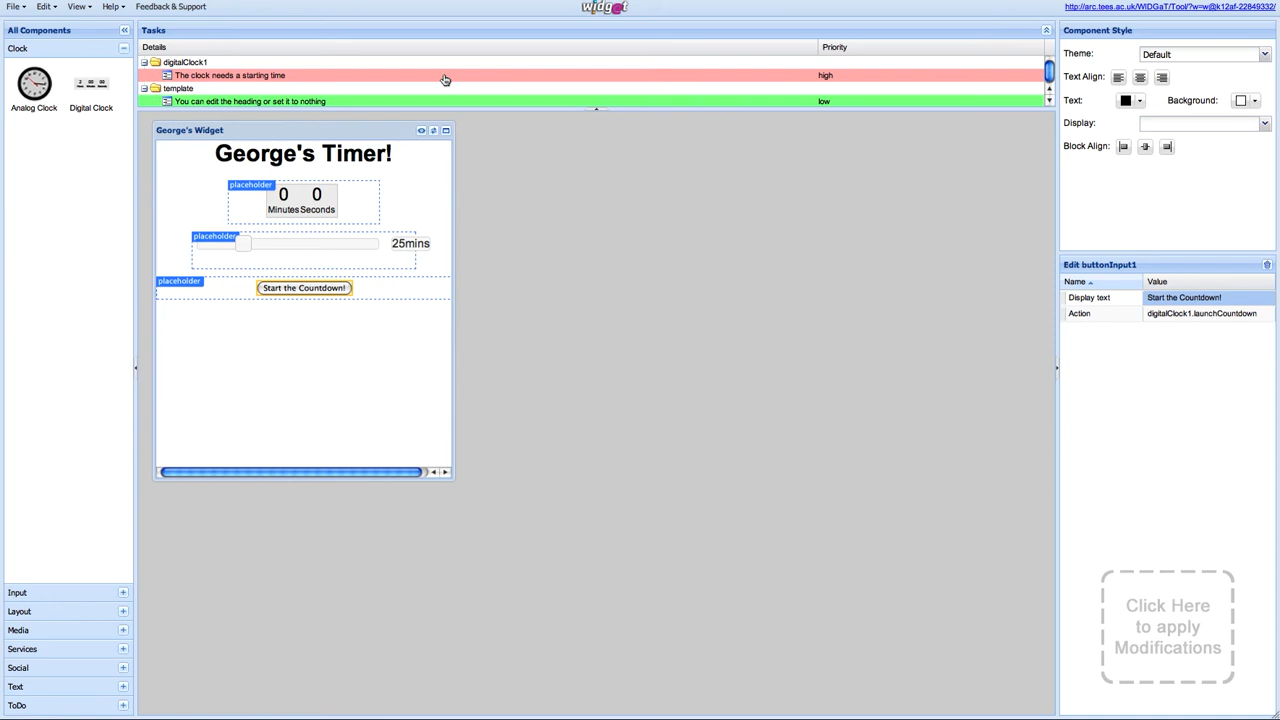 File Edit View Help Feedback & Support
widgat
http://arc.tees.ac.uk/WIDGaT/Tool/?w=w@k12af-22849332/
All Components
Clock
Analog Clock Digital Clock
Input
Layout
Media
Services
Social
Text
ToDo
Tasks
Details Priority
digitalClock1
The clock needs a starting time high
template
You can edit the heading or set it to nothing low
George's Widget
George's Timer!
placeholder
0 0
Minutes Seconds
placeholder
25mins
placeholder
Start the Countdown!
Component Style
Theme: Default
Text Align:
Text: Background:
Display:
Block Align:
Edit buttonInput1
Name Value
Display text Start the Countdown!
Action digitalClock1.launchCountdown
Click Here
to apply
Modifications